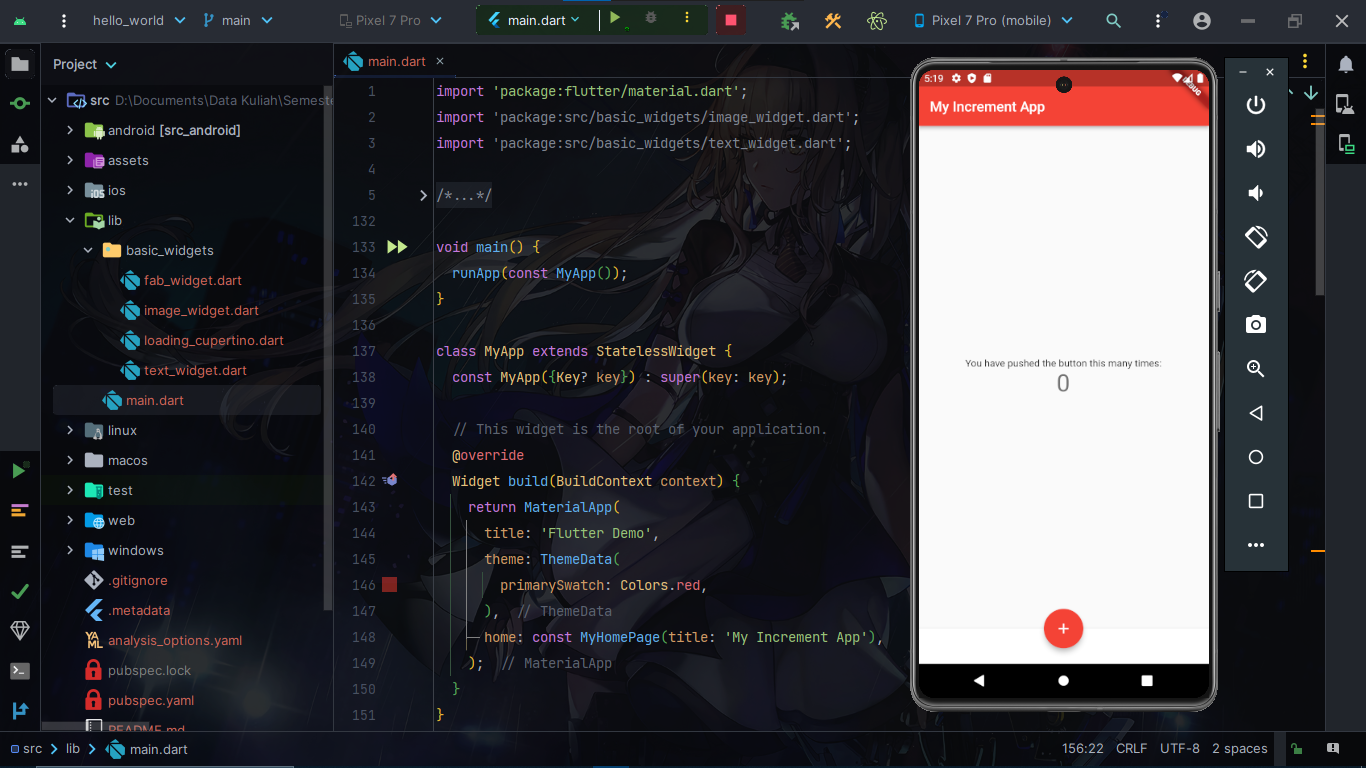 hello_world
main
Pixel 7 Pro
main.dart
Pixel 7 Pro (mobile)
Project
src D:\Documents\Data Kuliah\Semeste
android [src_android]
assets
ios
lib
basic_widgets
fab_widget.dart
image_widget.dart
loading_cupertino.dart
text_widget.dart
main.dart
linux
macos
test
web
windows
.gitignore
.metadata
analysis_options.yaml
pubspec.lock
pubspec.yaml
README.md
main.dart
1 import 'package:flutter/material.dart';
2 import 'package:src/basic_widgets/image_widget.dart';
3 import 'package:src/basic_widgets/text_widget.dart';
4
5 /*...*/
132
133 void main() {
134 runApp(const MyApp());
135 }
136
137 class MyApp extends StatelessWidget {
138 const MyApp({Key? key}) : super(key: key);
139
140 // This widget is the root of your application.
141 @override
142 Widget build(BuildContext context) {
143 return MaterialApp(
144 title: 'Flutter Demo',
145 theme: ThemeData(
146 primarySwatch: Colors.red,
147 ), // ThemeData
148 home: const MyHomePage(title: 'My Increment App'),
149 ); // MaterialApp
150 }
151 }
5:19
DEBUG
My Increment App
You have pushed the button this many times:
0
+
src lib main.dart
156:22 CRLF UTF-8 2 spaces